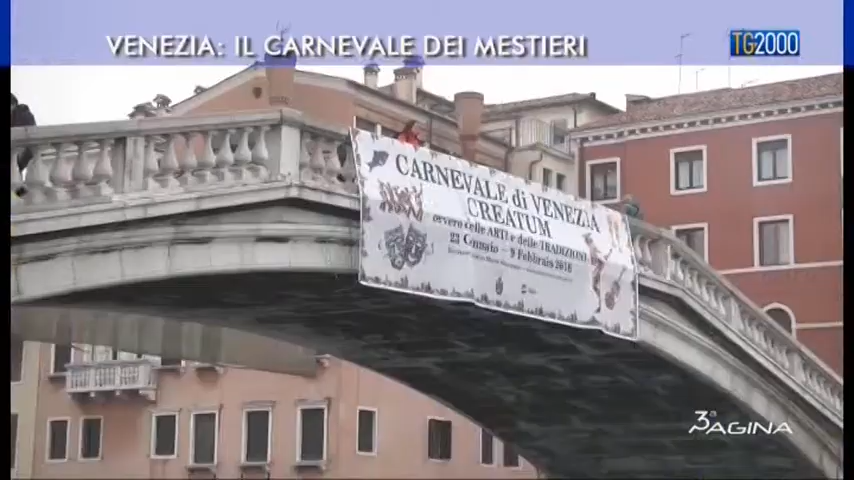 VENEZIA: IL CARNEVALE DEI MESTIERI
TG2000
CARNEVALE di VENEZIA
CREATUM
ovvero delle ARTI e delle TRADIZIONI
23 Gennaio - 9 Febbraio 2016
3a PAGINA